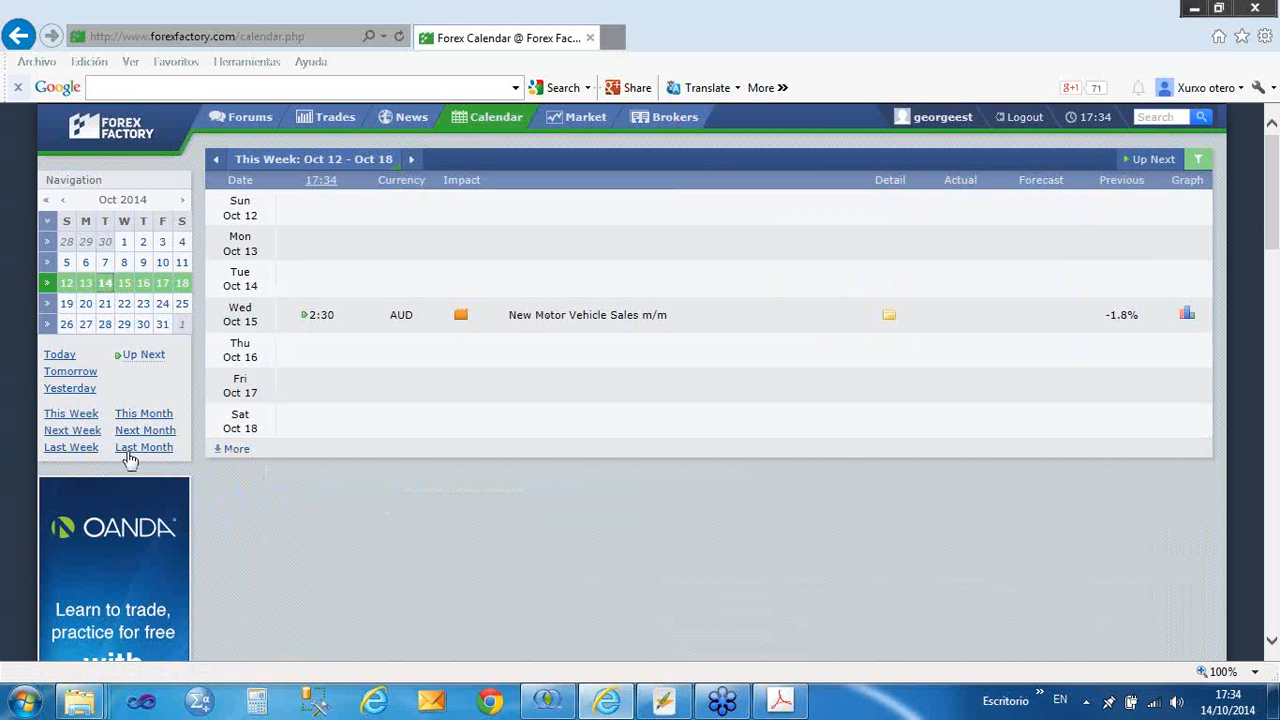 http://www.forexfactory.com/calendar.php
Forex Calendar @ Forex Fac...
Archivo Edición Ver Favoritos Herramientas Ayuda
Google Search Share Translate More » g+1 71 Xurxo otero
FOREX FACTORY
Forums Trades News Calendar Market Brokers georgeest Logout 17:34 Search
This Week: Oct 12 - Oct 18 Up Next
Date 17:34 Currency Impact Detail Actual Forecast Previous Graph
Sun
Oct 12
Mon
Oct 13
Tue
Oct 14
Wed
Oct 15
2:30 AUD New Motor Vehicle Sales m/m -1.8%
Thu
Oct 16
Fri
Oct 17
Sat
Oct 18
More
Navigation
« ‹ Oct 2014 ›
S M T W T F S
» 28 29 30 1 2 3 4
» 5 6 7 8 9 10 11
» 12 13 14 15 16 17 18
» 19 20 21 22 23 24 25
» 26 27 28 29 30 31 1
Today Up Next
Tomorrow
Yesterday
This Week This Month
Next Week Next Month
Last Week Last Month
OANDA
Learn to trade,
practice for free
with
100%
Escritorio » EN 17:34
14/10/2014